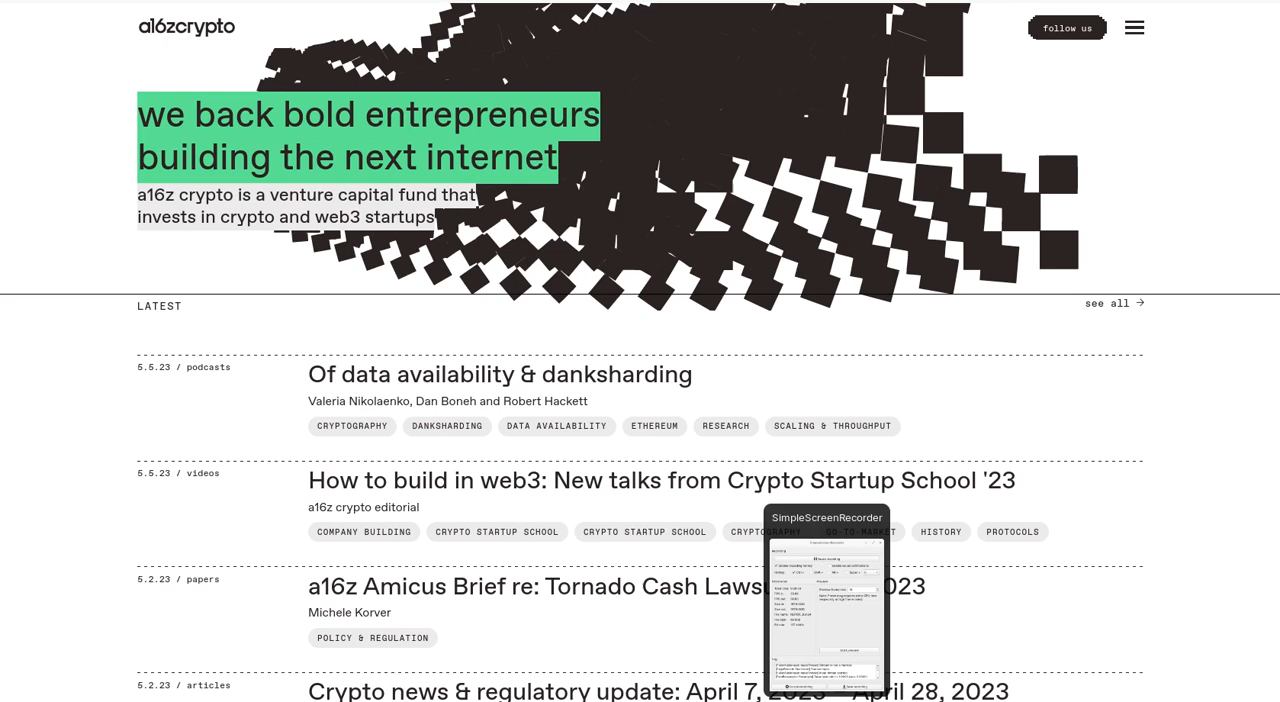 a16zcrypto
follow us
we back bold entrepreneurs
building the next internet
a16z crypto is a venture capital fund that
invests in crypto and web3 startups
LATEST
see all →
5.5.23 / podcasts
Of data availability & danksharding
Valeria Nikolaenko, Dan Boneh and Robert Hackett
CRYPTOGRAPHY DANKSHARDING DATA AVAILABILITY ETHEREUM RESEARCH SCALING & THROUGHPUT
5.5.23 / videos
How to build in web3: New talks from Crypto Startup School '23
a16z crypto editorial
SimpleScreenRecorder
COMPANY BUILDING CRYPTO STARTUP SCHOOL CRYPTO STARTUP SCHOOL CRYPTOGRAPHY GO-TO-MARKET HISTORY PROTOCOLS
5.2.23 / papers
a16z Amicus Brief re: Tornado Cash 023
Michele Korver
POLICY & REGULATION
5.2.23 / articles
Crypto news & regulatory update: April 7, 2023 – April 28, 2023